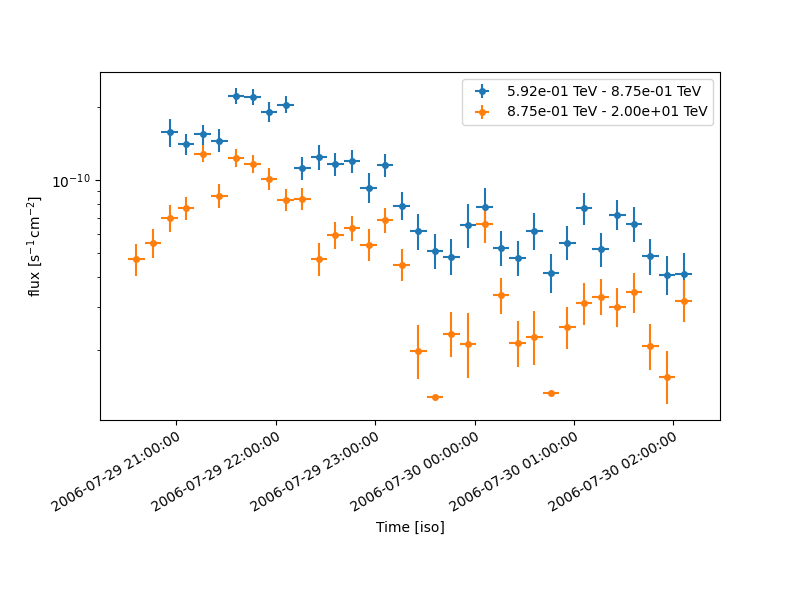 5.92e-01 TeV - 8.75e-01 TeV
8.75e-01 TeV - 2.00e+01 TeV
10⁻¹⁰
flux [s⁻¹cm⁻²]
2006-07-29 21:00:00
2006-07-29 22:00:00
2006-07-29 23:00:00
2006-07-30 00:00:00
2006-07-30 01:00:00
2006-07-30 02:00:00
Time [iso]